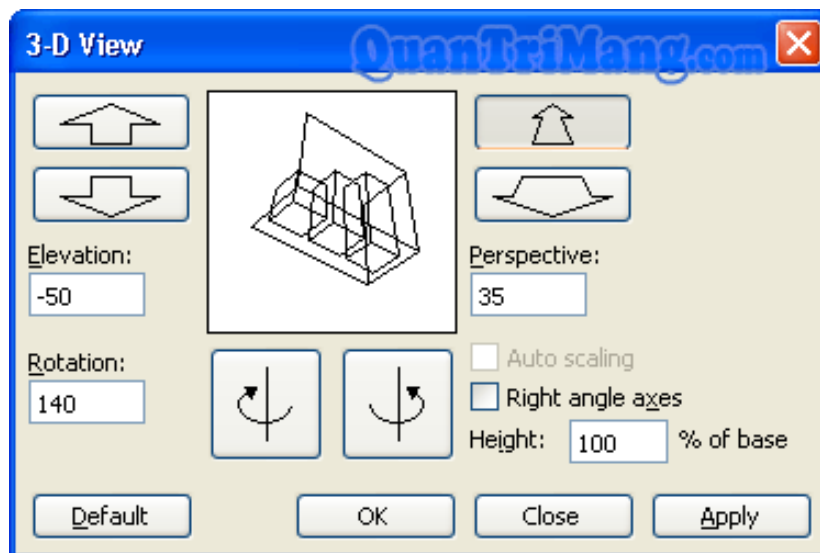 3-D View
QuanTriMang.com
Elevation:
-50
Rotation:
140
Perspective:
35
Auto scaling
Right angle axes
Height: 100 % of base
Default OK Close Apply